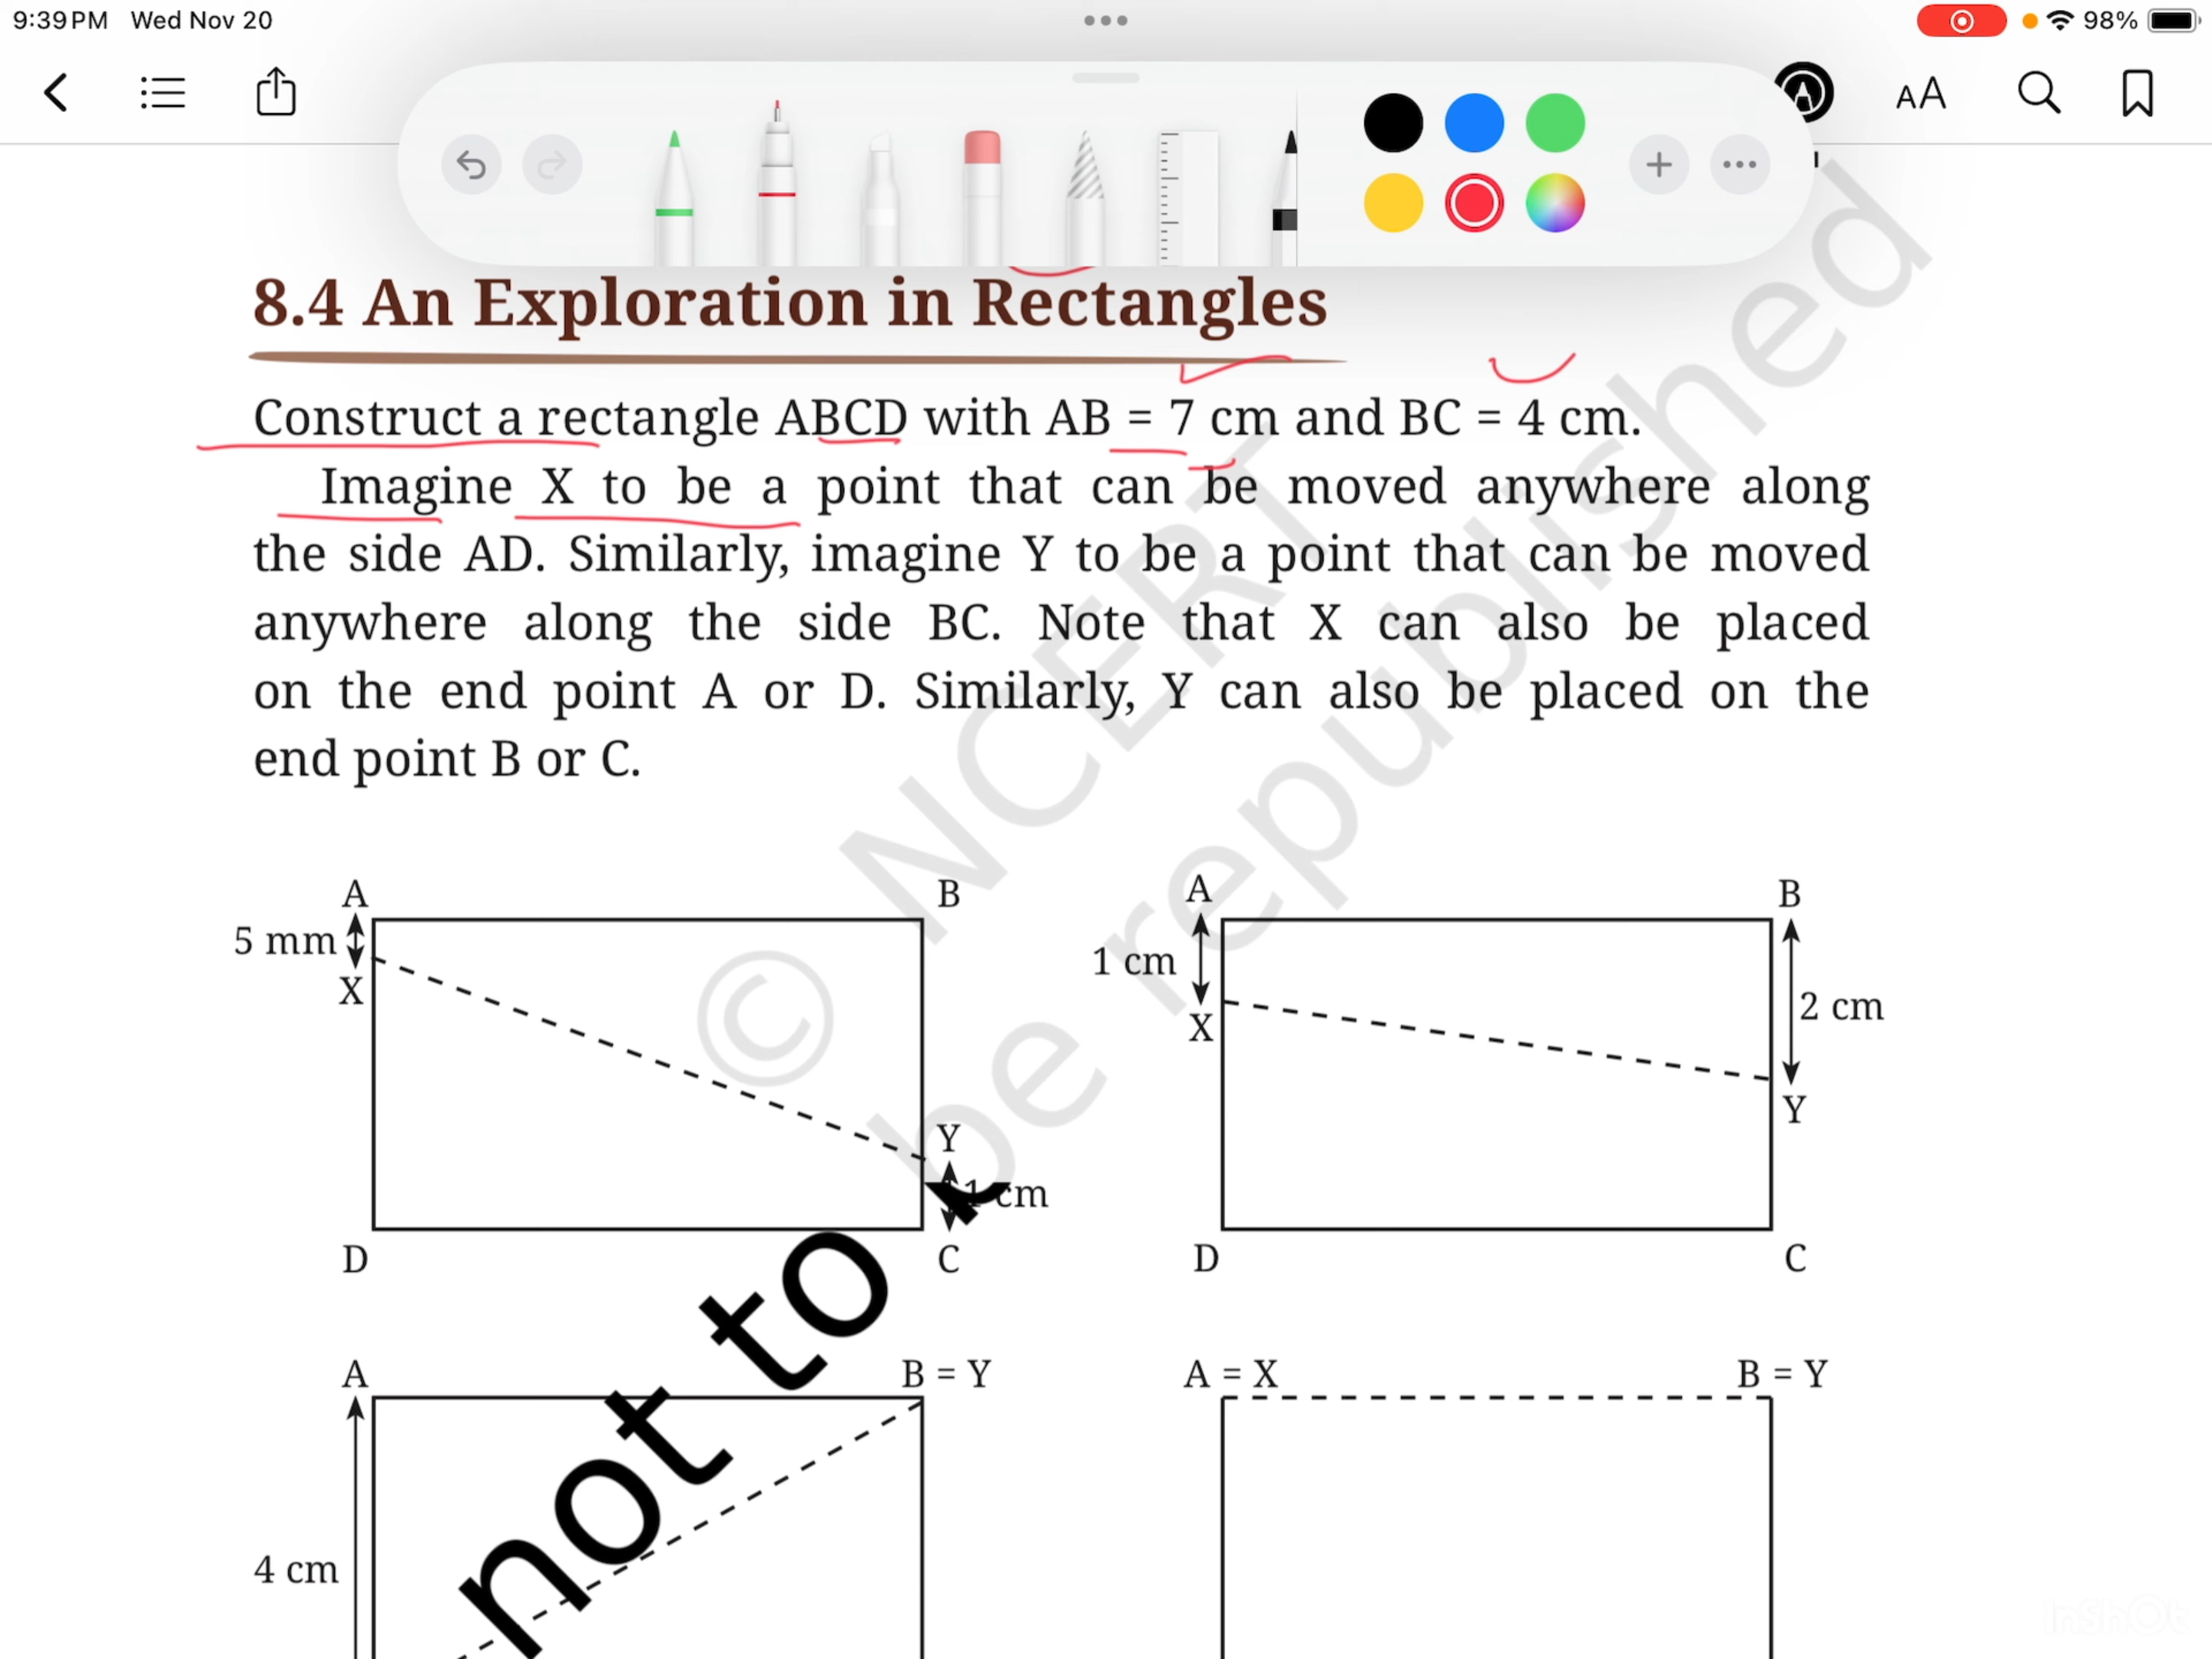 9:39 PM Wed Nov 20
98%
AA
8.4 An Exploration in Rectangles
Construct a rectangle ABCD with AB = 7 cm and BC = 4 cm.
Imagine X to be a point that can be moved anywhere along
the side AD. Similarly, imagine Y to be a point that can be moved
anywhere along the side BC. Note that X can also be placed
on the end point A or D. Similarly, Y can also be placed on the
end point B or C.
© NCERT
not to be republished
A B
5 mm
X
Y
1 cm
D C
A B
1 cm
2 cm
X
Y
D C
A B = Y
4 cm
A = X B = Y
InShOt